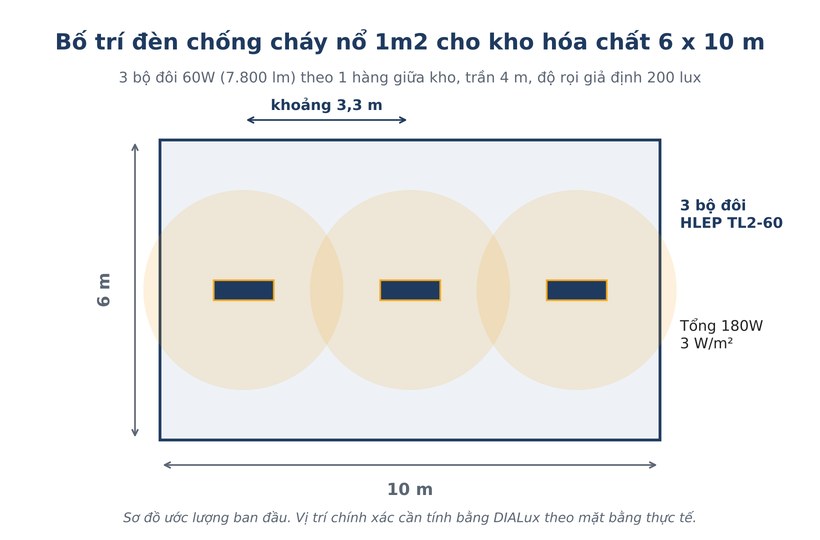 Bố trí đèn chống cháy nổ 1m2 cho kho hóa chất 6 x 10 m
3 bộ đôi 60W (7.800 lm) theo 1 hàng giữa kho, trần 4 m, độ rọi giả định 200 lux
khoảng 3,3 m
3 bộ đôi
HLEP TL2-60
6 m
Tổng 180W
3 W/m²
10 m
Sơ đồ ước lượng ban đầu. Vị trí chính xác cần tính bằng DIALux theo mặt bằng thực tế.